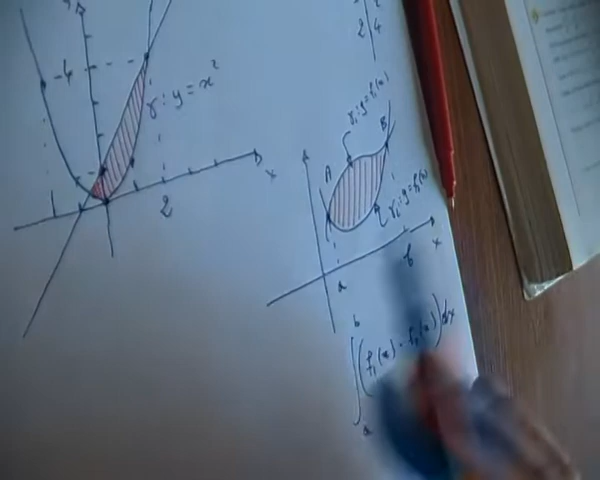 -4
γ: y = x²
x
1
2
2 4
γ₁: y = f₁(x)
A
B
γ₂: y = f₂(x)
x
a
b
b
∫ (f₁(x) - f₂(x)) dx
a